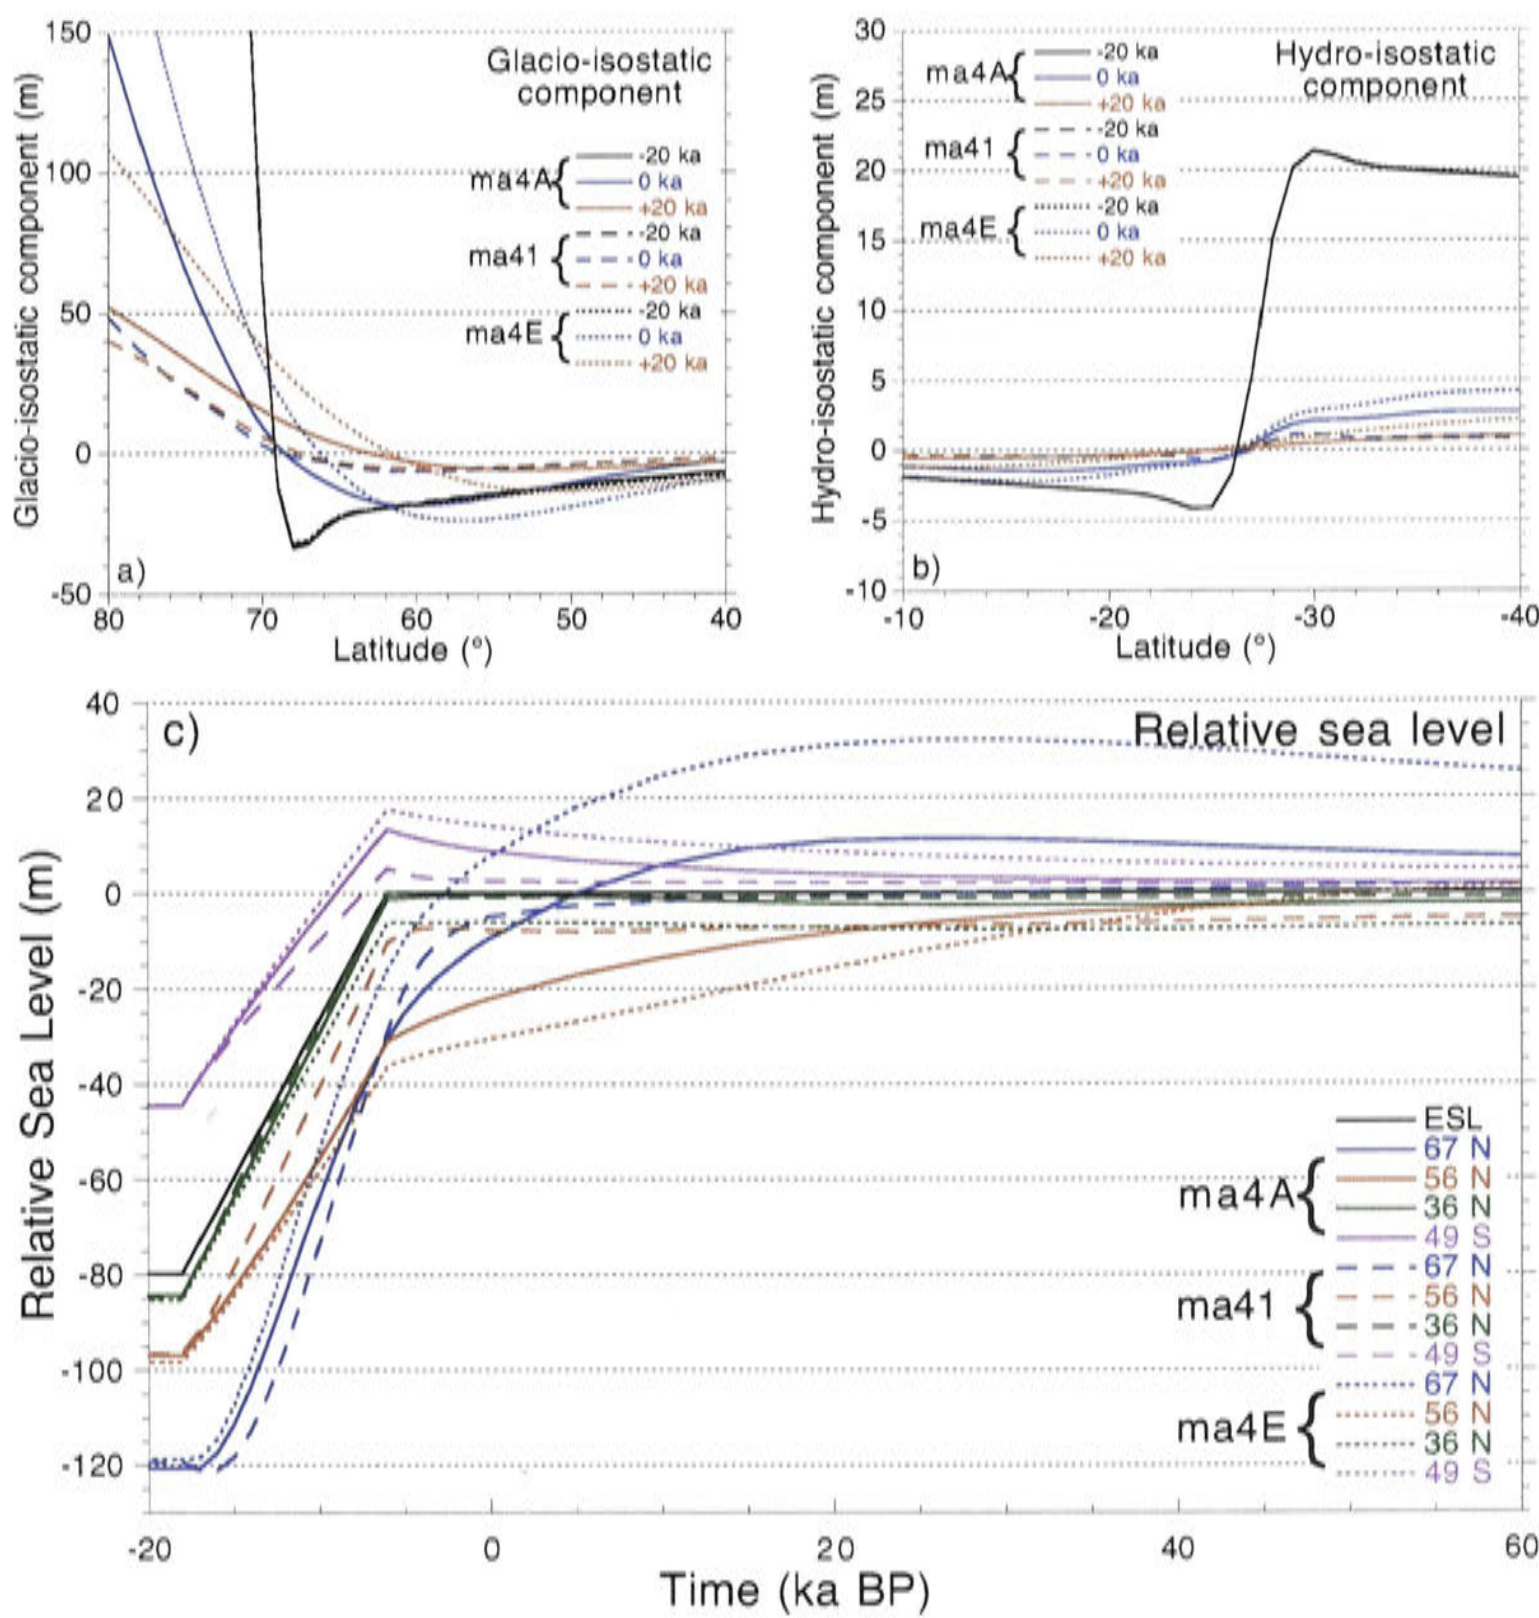 150
100
50
0
-50
80
70
60
50
40
Glacio-isostatic component (m)
Latitude (°)
Glacio-isostatic
component
ma4A
-20 ka
0 ka
+20 ka
ma41
-20 ka
0 ka
+20 ka
ma4E
-20 ka
0 ka
+20 ka
a)
30
25
20
15
10
5
0
-5
-10
-10
-20
-30
-40
Hydro-isostatic component (m)
Latitude (°)
Hydro-isostatic
component
ma4A
-20 ka
0 ka
+20 ka
ma41
-20 ka
0 ka
+20 ka
ma4E
-20 ka
0 ka
+20 ka
b)
c)
Relative sea level
40
20
0
-20
-40
-60
-80
-100
-120
Relative Sea Level (m)
ESL
ma4A
67 N
56 N
36 N
49 S
ma41
67 N
56 N
36 N
49 S
ma4E
67 N
56 N
36 N
49 S
-20
0
20
40
60
Time (ka BP)